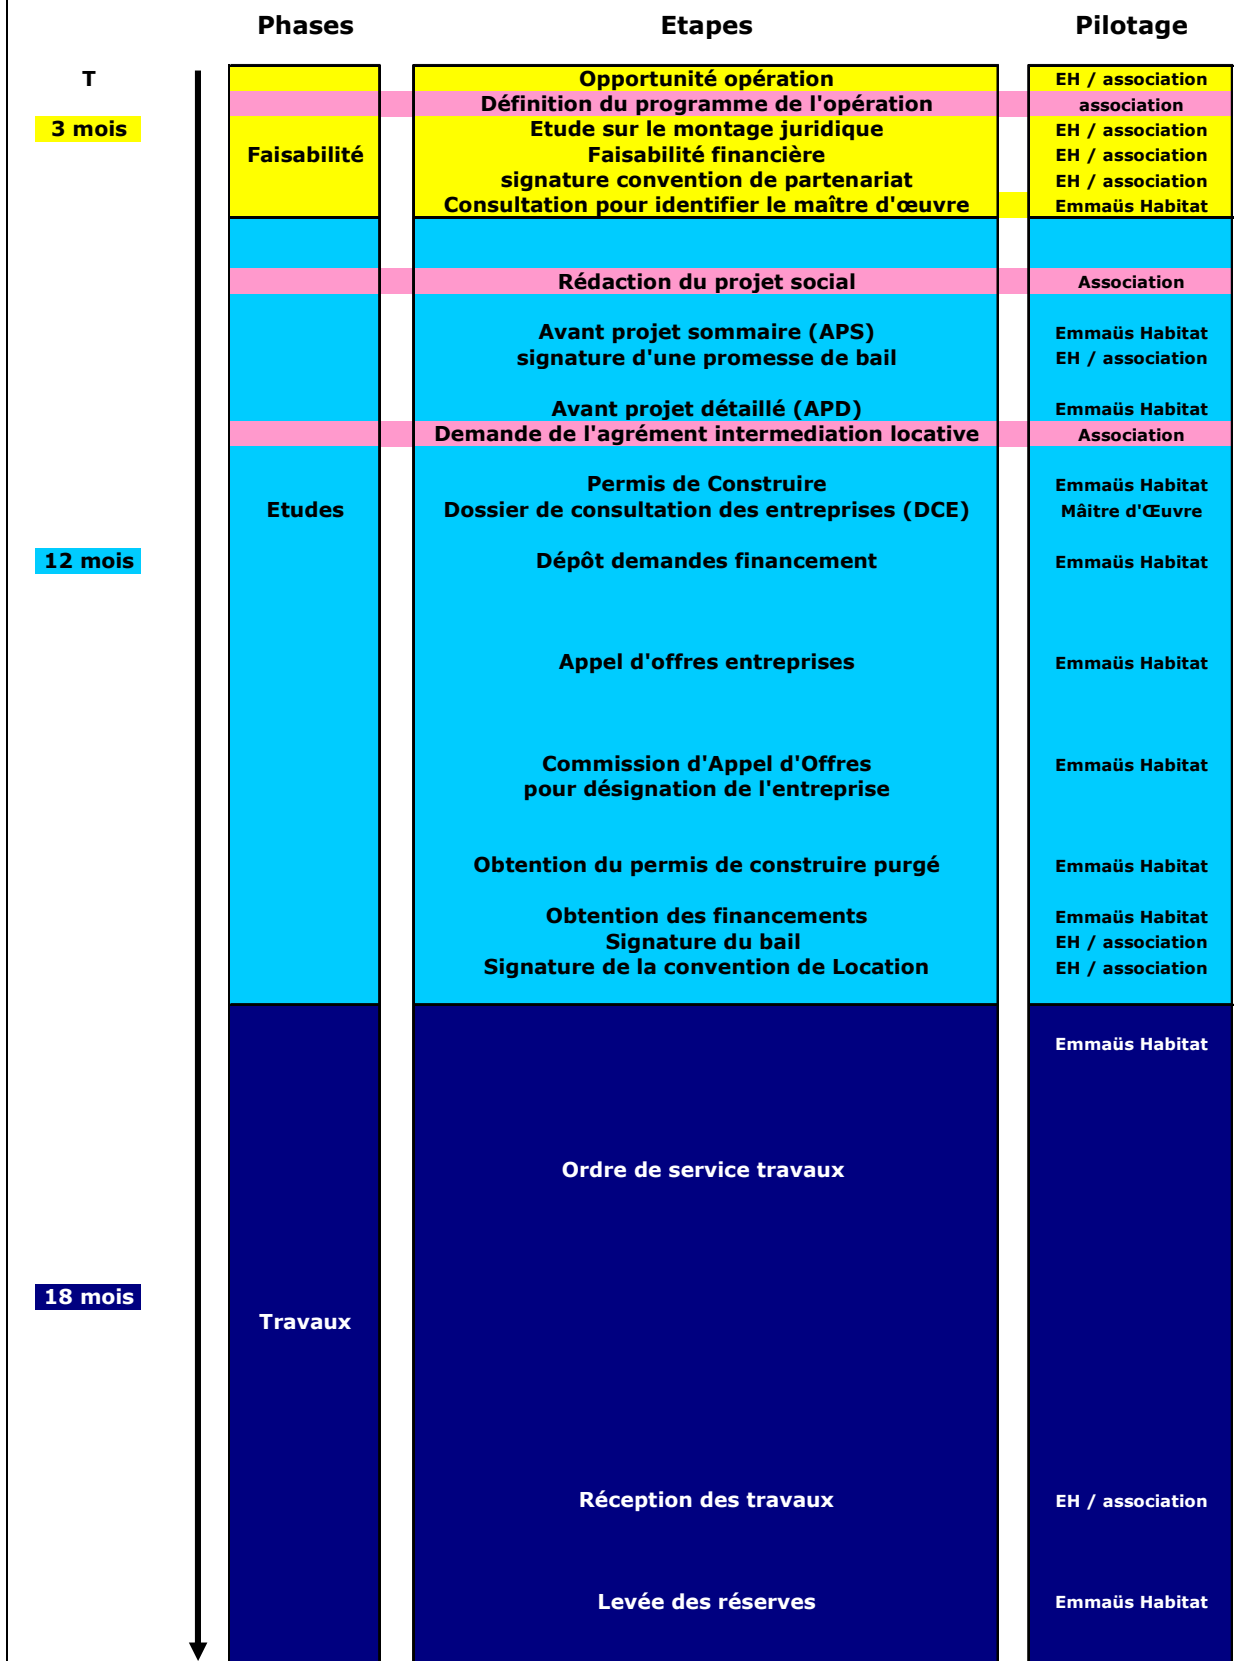 Phases Etapes Pilotage
T Opportunité opération EH / association
Définition du programme de l'opération association
3 mois Etude sur le montage juridique EH / association
Faisabilité Faisabilité financière EH / association
signature convention de partenariat EH / association
Consultation pour identifier le maître d'œuvre Emmaüs Habitat
Rédaction du projet social Association
Avant projet sommaire (APS) Emmaüs Habitat
signature d'une promesse de bail EH / association
Avant projet détaillé (APD) Emmaüs Habitat
Demande de l'agrément intermediation locative Association
Permis de Construire Emmaüs Habitat
Etudes Dossier de consultation des entreprises (DCE) Mâitre d'Œuvre
12 mois Dépôt demandes financement Emmaüs Habitat
Appel d'offres entreprises Emmaüs Habitat
Commission d'Appel d'Offres Emmaüs Habitat
pour désignation de l'entreprise
Obtention du permis de construire purgé Emmaüs Habitat
Obtention des financements Emmaüs Habitat
Signature du bail EH / association
Signature de la convention de Location EH / association
Emmaüs Habitat
Ordre de service travaux
18 mois
Travaux
Réception des travaux EH / association
Levée des réserves Emmaüs Habitat